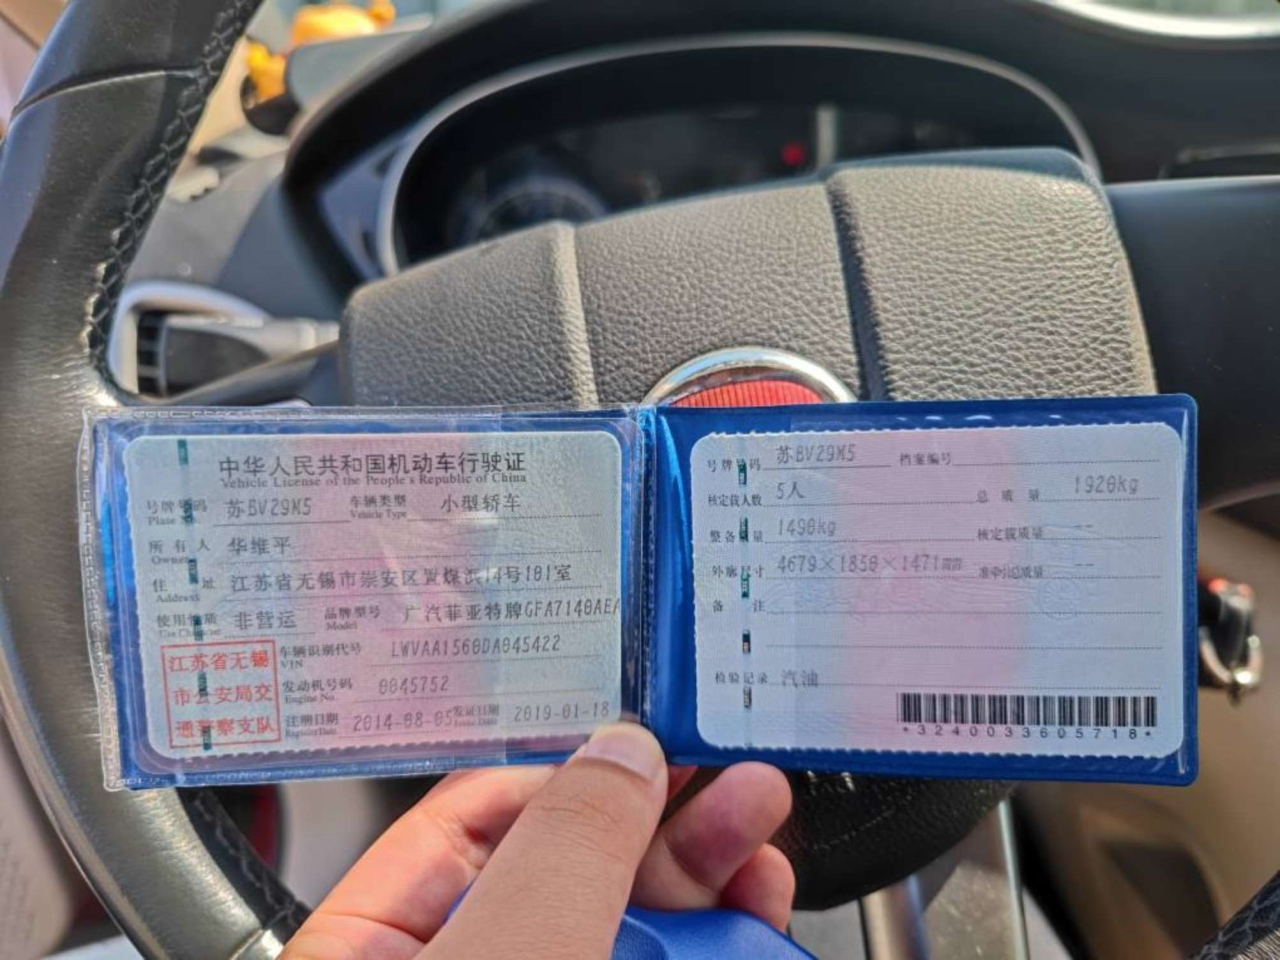 中华人民共和国机动车行驶证
Vehicle License of the People's Republic of China
号牌号码 苏BV29M5 车辆类型 小型轿车
Plate No. Vehicle Type
所有人 华维平
Owner
住址 江苏省无锡市崇安区置煤浜14号101室
Address
使用性质 非营运 品牌型号 广汽菲亚特牌GFA7140AEA
Use Character Model
江苏省无锡
市公安局交
通警察支队
车辆识别代号 LWVAA1560DA045422
VIN
发动机号码 0045752
Engine No.
注册日期 2014-08-05 发证日期 2019-01-18
Register Date Issue Date
号牌号码 苏BV29M5 档案编号
核定载人数 5人 总质量 1920kg
整备质量 1490kg 核定载质量 --
外廓尺寸 4679×1850×1471mm 准牵引总质量 --
备注
检验记录 汽油
*3240033605718*